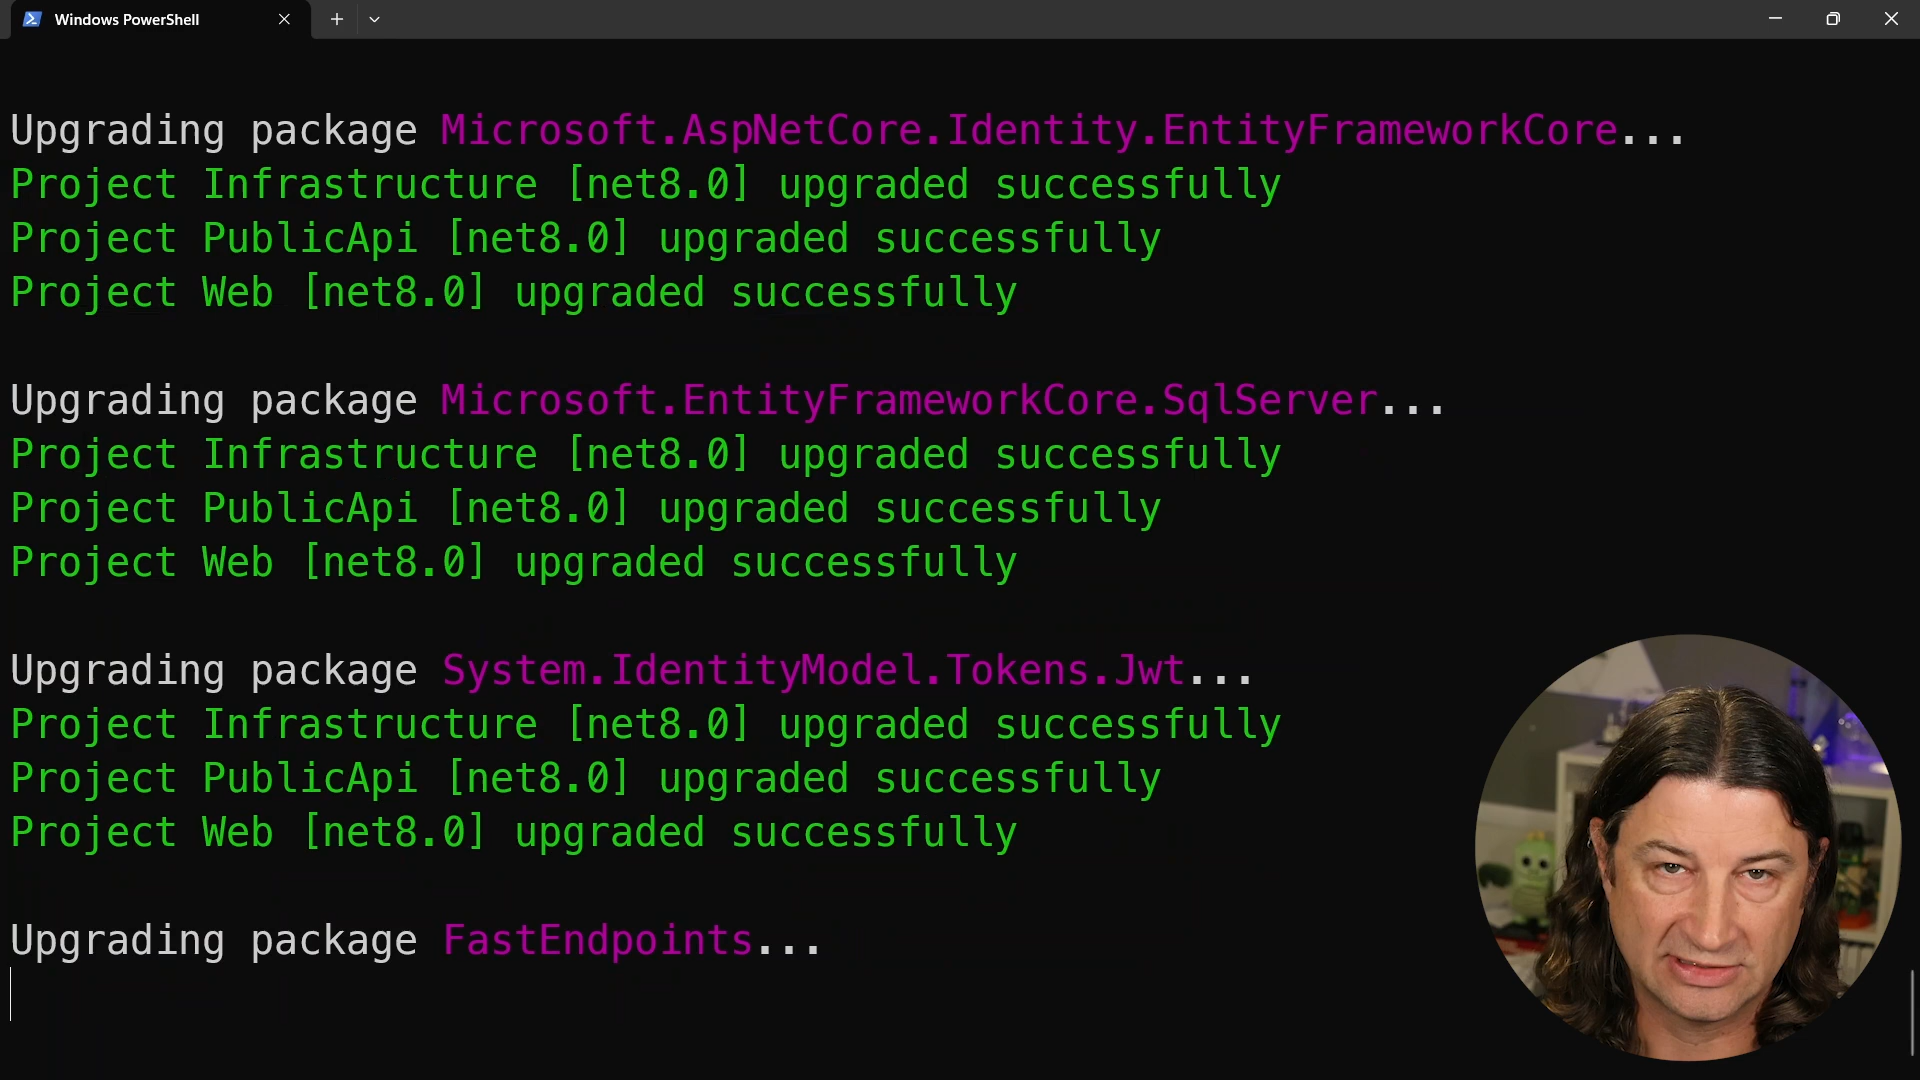 Windows PowerShell
Upgrading package Microsoft.AspNetCore.Identity.EntityFrameworkCore...
Project Infrastructure [net8.0] upgraded successfully
Project PublicApi [net8.0] upgraded successfully
Project Web [net8.0] upgraded successfully
Upgrading package Microsoft.EntityFrameworkCore.SqlServer...
Project Infrastructure [net8.0] upgraded successfully
Project PublicApi [net8.0] upgraded successfully
Project Web [net8.0] upgraded successfully
Upgrading package System.IdentityModel.Tokens.Jwt...
Project Infrastructure [net8.0] upgraded successfully
Project PublicApi [net8.0] upgraded successfully
Project Web [net8.0] upgraded successfully
Upgrading package FastEndpoints...